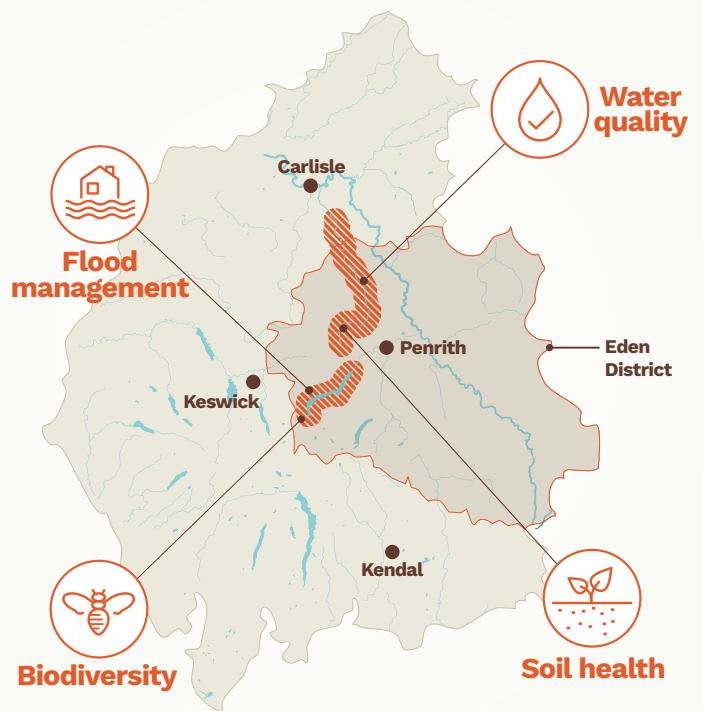 Water
quality
Carlisle
Flood
management
Penrith
Eden
District
Keswick
Kendal
Biodiversity
Soil health